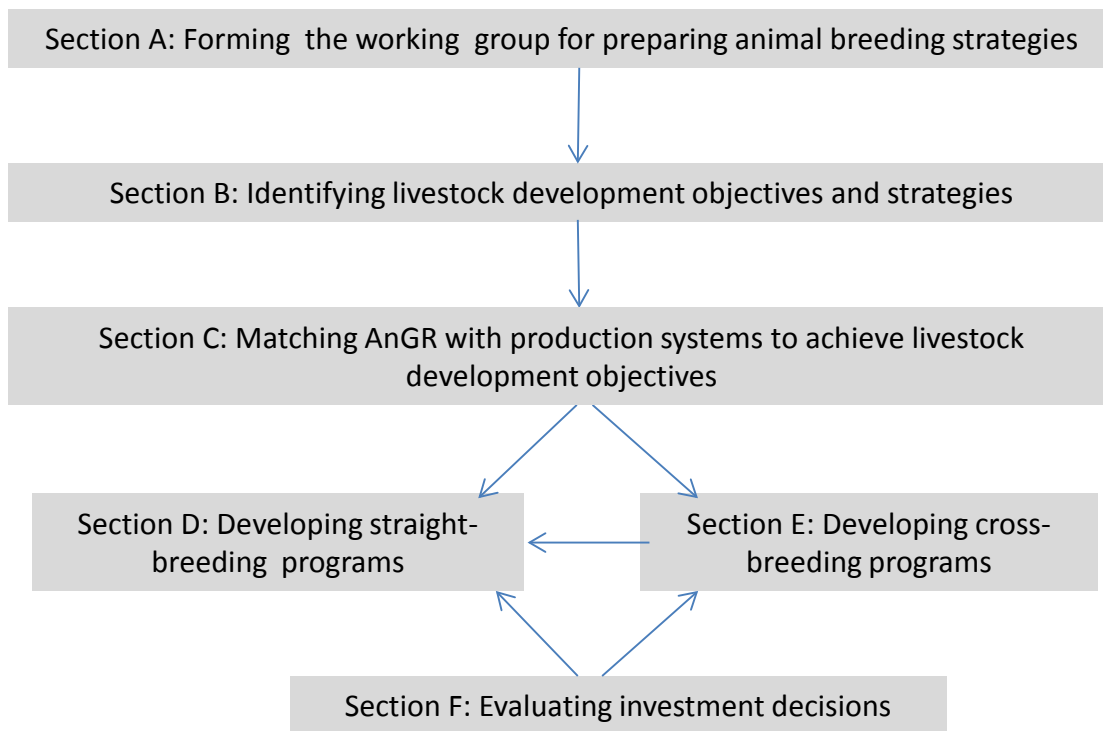 Section A: Forming the working group for preparing animal breeding strategies
Section B: Identifying livestock development objectives and strategies
Section C: Matching AnGR with production systems to achieve livestock
development objectives
Section D: Developing straight-
breeding programs
Section E: Developing cross-
breeding programs
Section F: Evaluating investment decisions